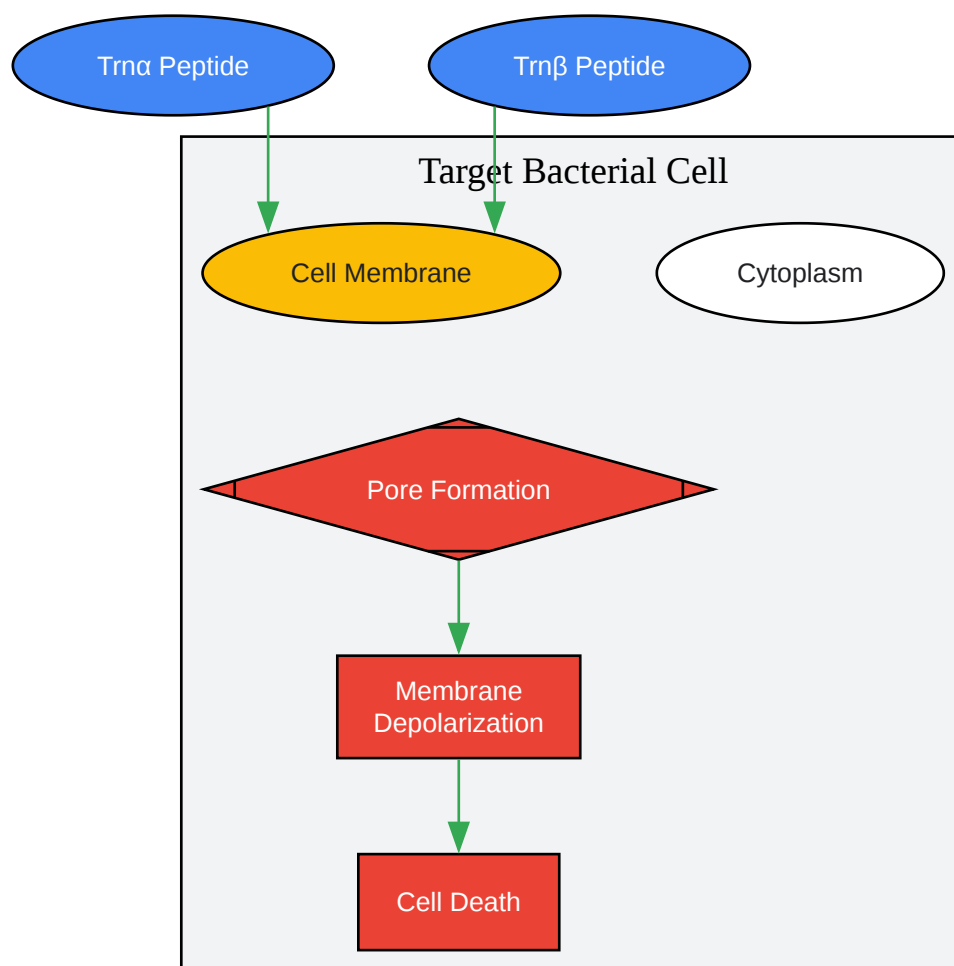 Trnα Peptide
Trnβ Peptide
Target Bacterial Cell
Cell Membrane
Cytoplasm
Pore Formation
Membrane
Depolarization
Cell Death